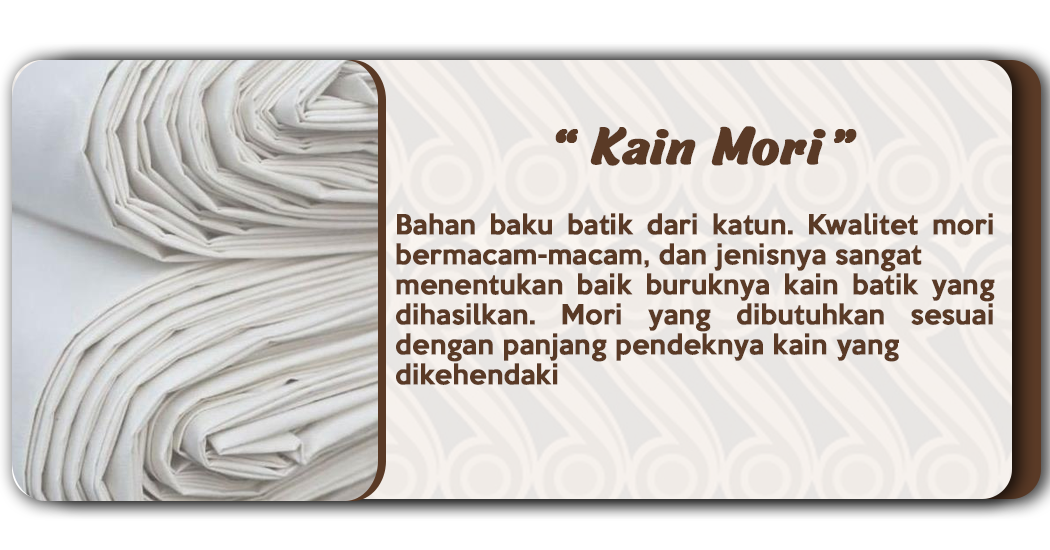 “ Kain Mori ”
Bahan baku batik dari katun. Kwalitet mori
bermacam-macam, dan jenisnya sangat
menentukan baik buruknya kain batik yang
dihasilkan. Mori yang dibutuhkan sesuai
dengan panjang pendeknya kain yang
dikehendaki